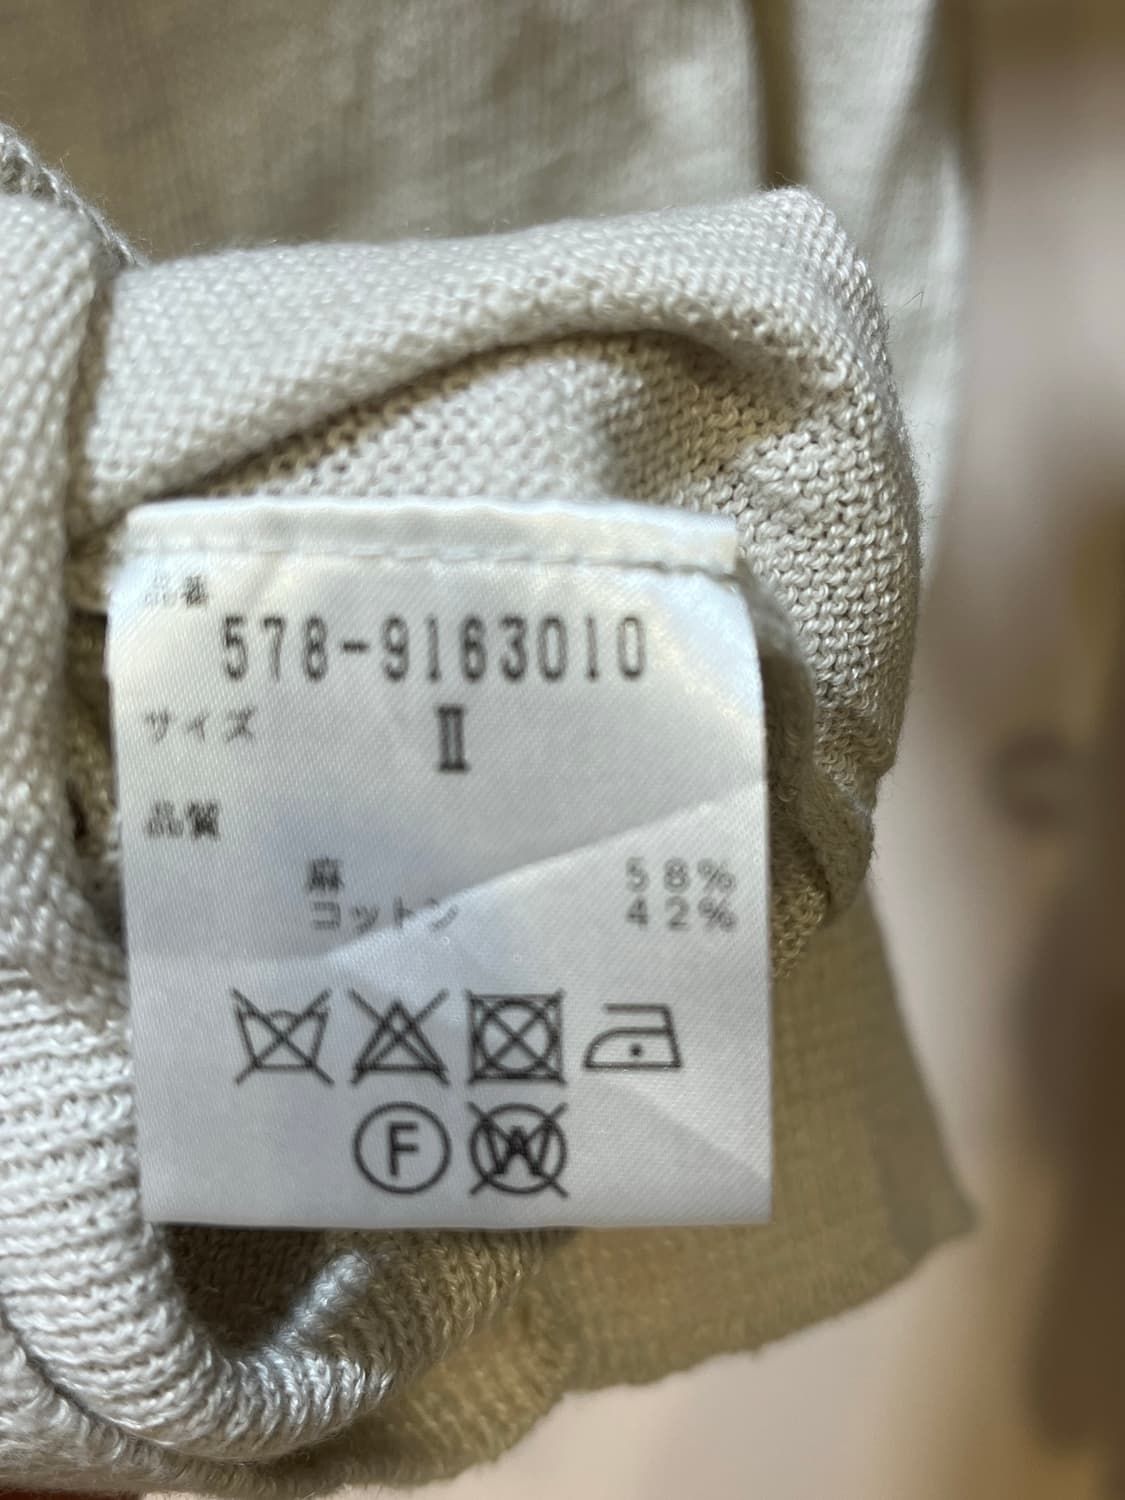 品番
578-9163010
サイズ II
品質
麻 58%
コットン 42%
F W